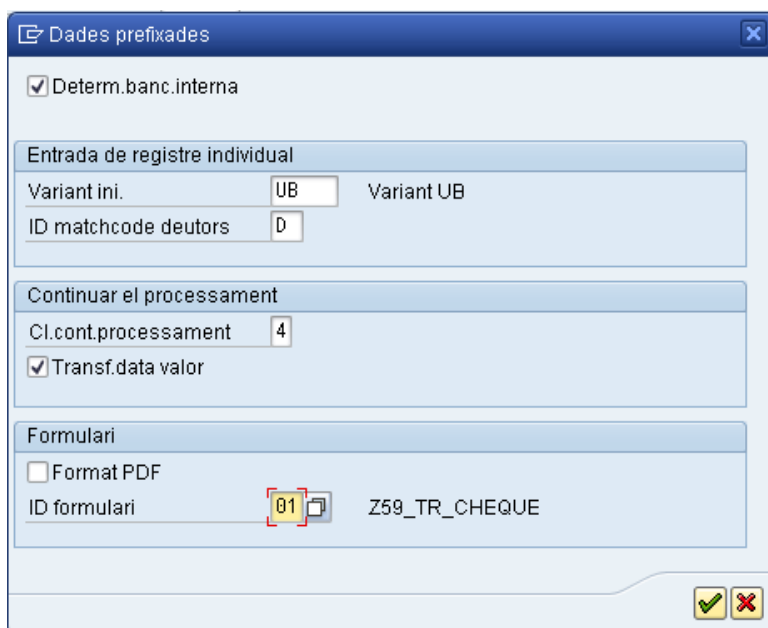 Dades prefixades
Determ.banc.interna
Entrada de registre individual
Variant ini. UB Variant UB
ID matchcode deutors D
Continuar el processament
Cl.cont.processament 4
Transf.data valor
Formulari
Format PDF
ID formulari 01 Z59_TR_CHEQUE